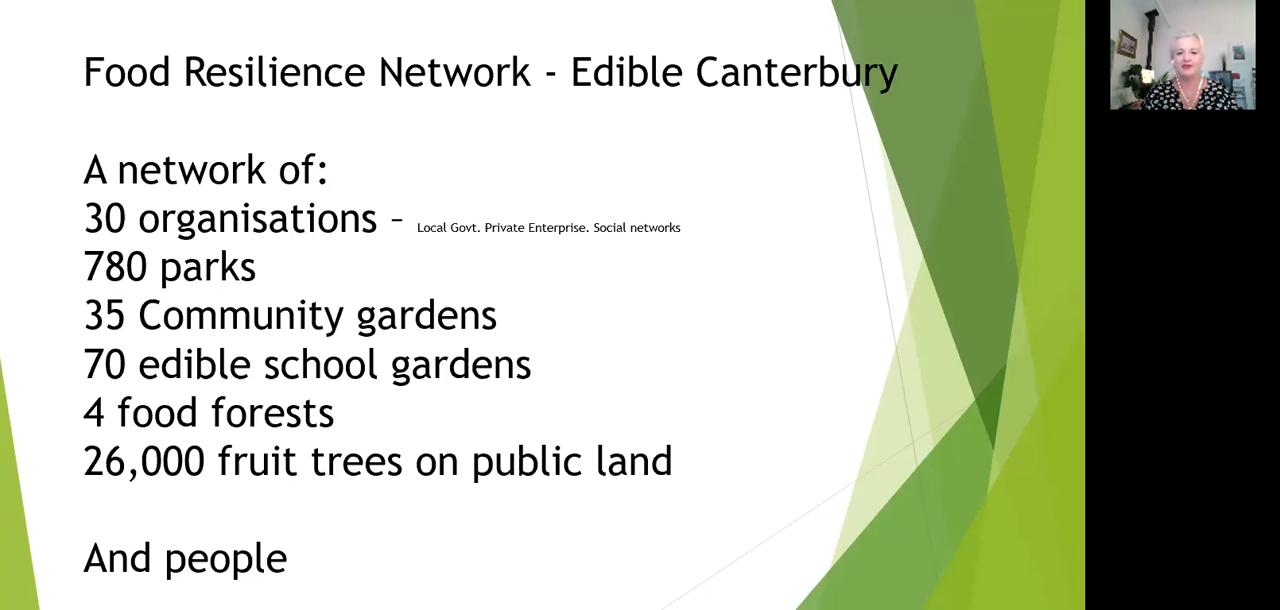 Food Resilience Network - Edible Canterbury
A network of:
30 organisations – Local Govt. Private Enterprise. Social networks
780 parks
35 Community gardens
70 edible school gardens
4 food forests
26,000 fruit trees on public land
And people